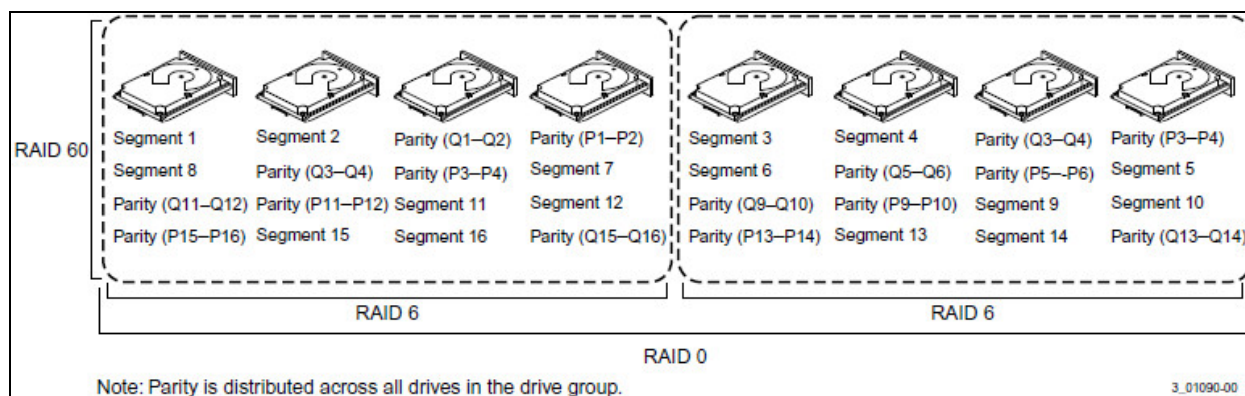 Segment 1 Segment 2 Parity (Q1–Q2) Parity (P1–P2) Segment 3 Segment 4 Parity (Q3–Q4) Parity (P3–P4)
RAID 60
Segment 8 Parity (Q3–Q4) Parity (P3–P4) Segment 7 Segment 6 Parity (Q5–Q6) Parity (P5-–P6) Segment 5
Parity (Q11–Q12) Parity (P11–P12) Segment 11 Segment 12 Parity (Q9–Q10) Parity (P9–P10) Segment 9 Segment 10
Parity (P15–P16) Segment 15 Segment 16 Parity (Q15–Q16) Parity (P13–P14) Segment 13 Segment 14 Parity (Q13–Q14)
RAID 6 RAID 6
RAID 0
Note: Parity is distributed across all drives in the drive group. 3_01090-00